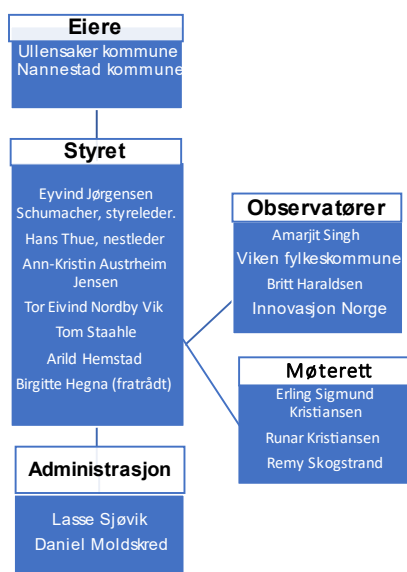 Eiere
Ullensaker kommune
Nannestad kommune
Styret
Eyvind Jørgensen
Schumacher, styreleder.
Hans Thue, nestleder
Ann-Kristin Austrheim
Jensen
Tor Eivind Nordby Vik
Tom Staahle
Arild Hemstad
Birgitte Hegna (fratrådt)
Observatører
Amarjit Singh
Viken fylkeskommune
Britt Haraldsen
Innovasjon Norge
Møterett
Erling Sigmund
Kristiansen
Runar Kristiansen
Remy Skogstrand
Administrasjon
Lasse Sjøvik
Daniel Moldskred